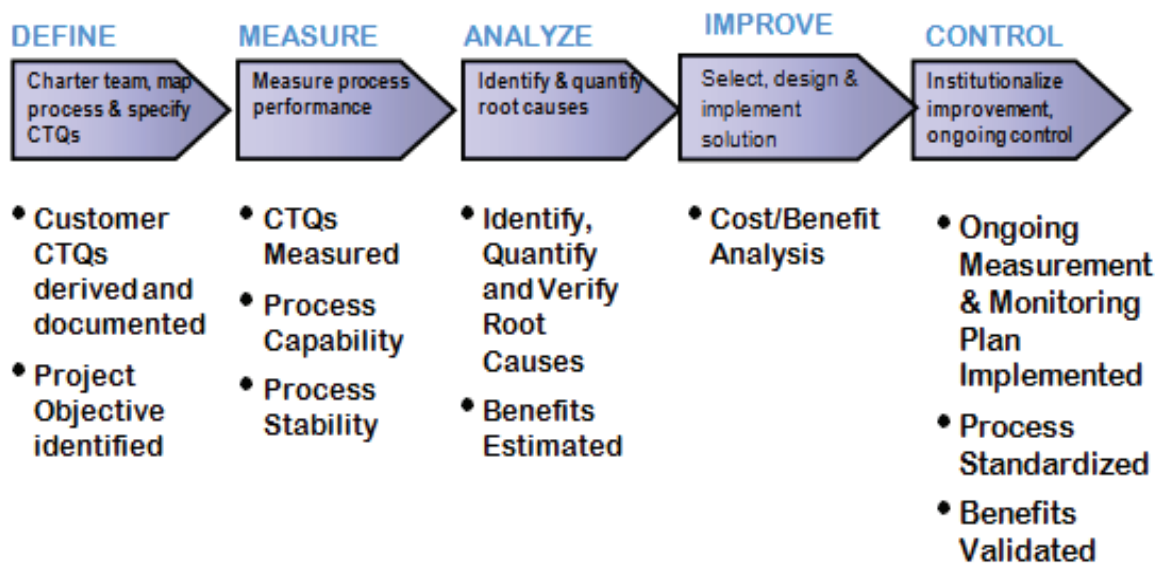 DEFINE
Charter team, map
process & specify
CTQs
• Customer
CTQs
derived and
documented
• Project
Objective
identified
MEASURE
Measure process
performance
• CTQs
Measured
• Process
Capability
• Process
Stability
ANALYZE
Identify & quantify
root causes
• Identify,
Quantify
and Verify
Root
Causes
• Benefits
Estimated
IMPROVE
Select, design &
implement
solution
• Cost/Benefit
Analysis
CONTROL
Institutionalize
improvement,
ongoing control
• Ongoing
Measurement
& Monitoring
Plan
Implemented
• Process
Standardized
• Benefits
Validated